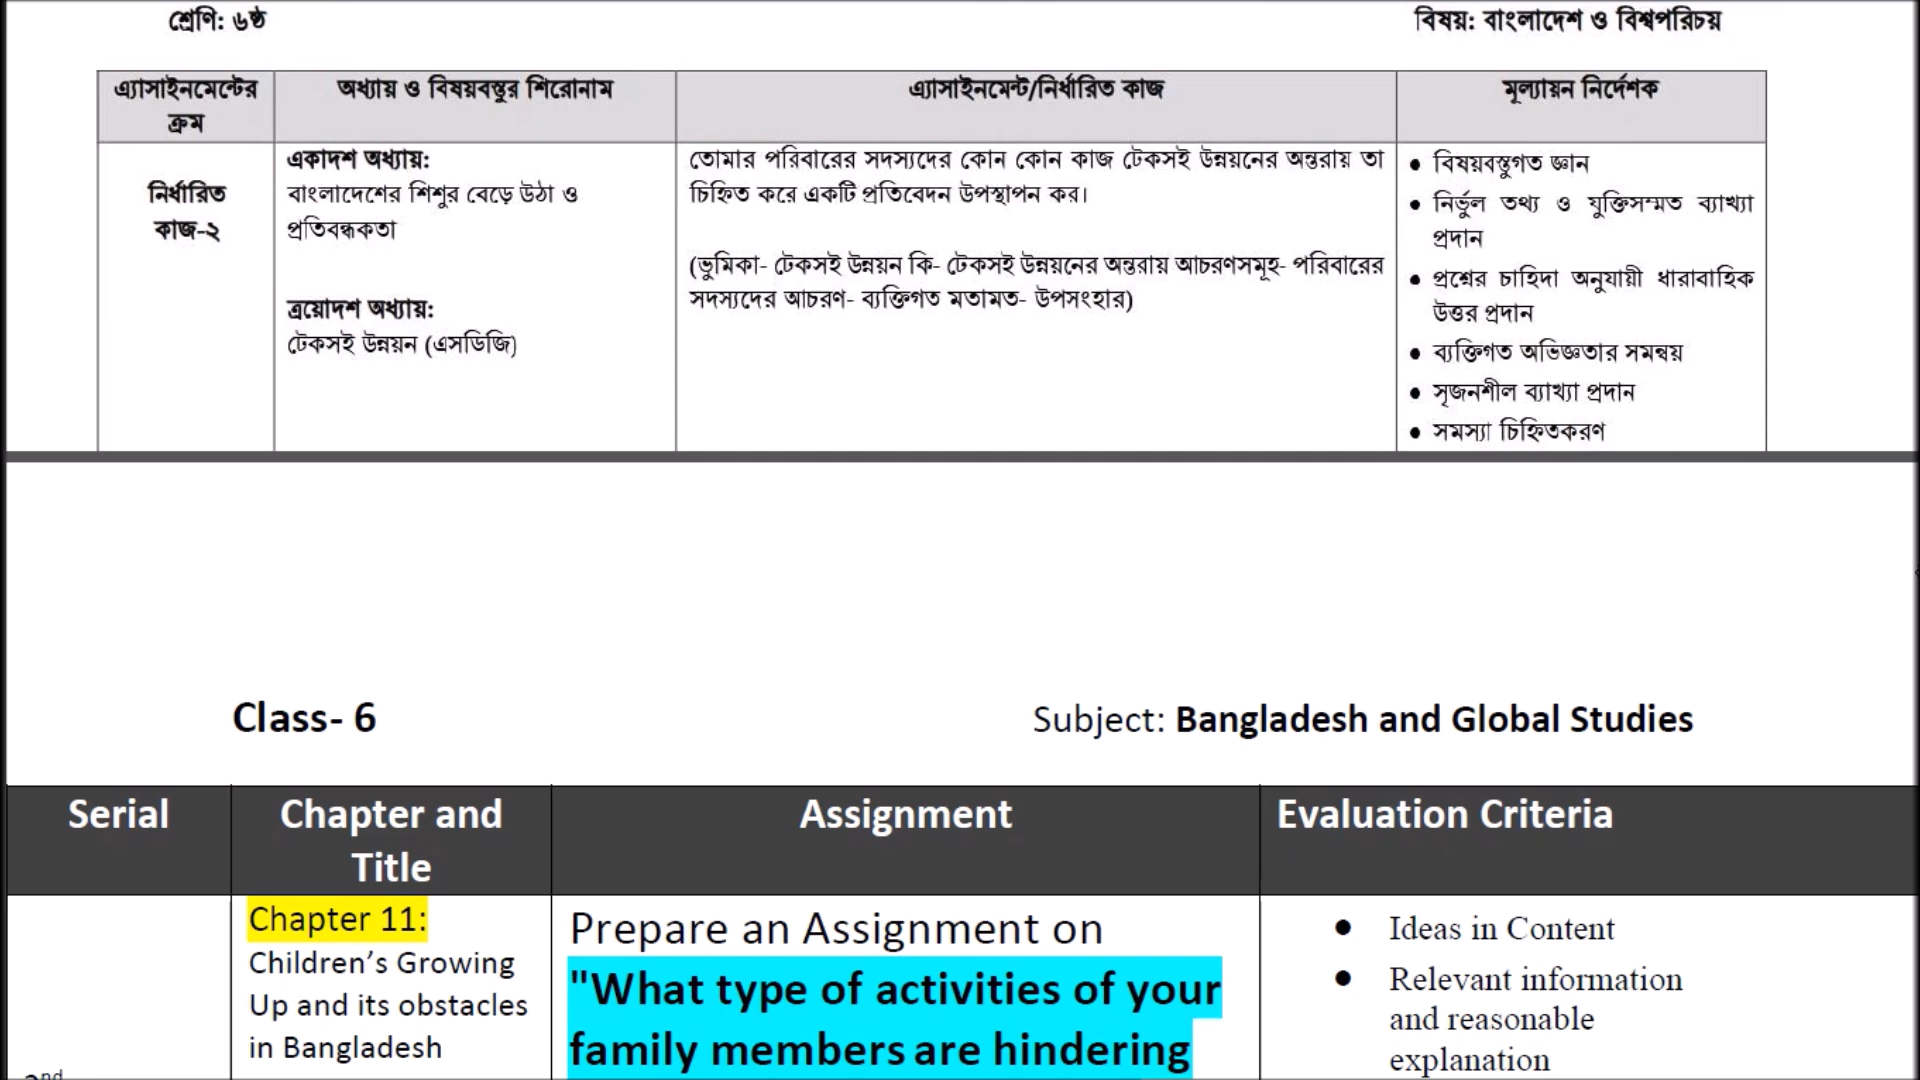 শ্রেণি: ৬ষ্ঠ
বিষয়: বাংলাদেশ ও বিশ্বপরিচয়
এ্যাসাইনমেন্টের ক্রম
অধ্যায় ও বিষয়বস্তুর শিরোনাম
এ্যাসাইনমেন্ট/নির্ধারিত কাজ
মূল্যায়ন নির্দেশক
নির্ধারিত
কাজ-২
একাদশ অধ্যায়:
বাংলাদেশের শিশুর বেড়ে উঠা ও
প্রতিবন্ধকতা
ত্রয়োদশ অধ্যায়:
টেকসই উন্নয়ন (এসডিজি)
তোমার পরিবারের সদস্যদের কোন কোন কাজ টেকসই উন্নয়নের অন্তরায় তা
চিহ্নিত করে একটি প্রতিবেদন উপস্থাপন কর।
(ভুমিকা- টেকসই উন্নয়ন কি- টেকসই উন্নয়নের অন্তরায় আচরণসমূহ- পরিবারের
সদস্যদের আচরণ- ব্যক্তিগত মতামত- উপসংহার)
• বিষয়বস্তুগত জ্ঞান
• নির্ভুল তথ্য ও যুক্তিসম্মত ব্যাখ্যা
প্রদান
• প্রশ্নের চাহিদা অনুযায়ী ধারাবাহিক
উত্তর প্রদান
• ব্যক্তিগত অভিজ্ঞতার সমন্বয়
• সৃজনশীল ব্যাখ্যা প্রদান
• সমস্যা চিহ্নিতকরণ
Class- 6
Subject: Bangladesh and Global Studies
Serial
Chapter and
Title
Assignment
Evaluation Criteria
Chapter 11:
Children’s Growing
Up and its obstacles
in Bangladesh
Prepare an Assignment on
"What type of activities of your
family members are hindering
• Ideas in Content
• Relevant information
and reasonable
explanation